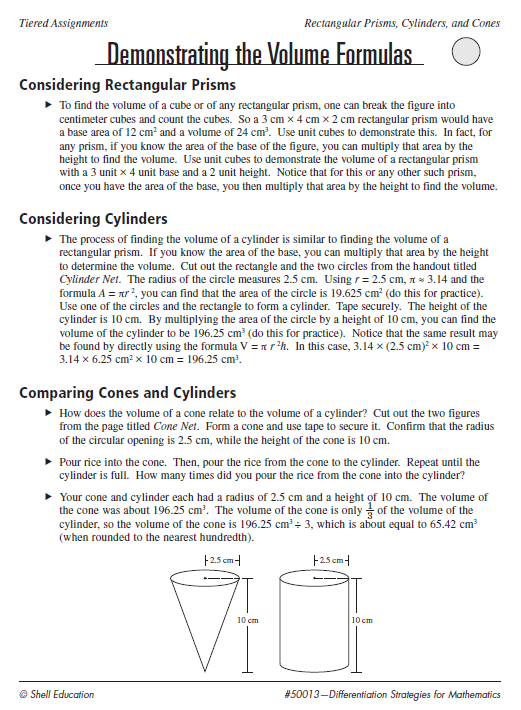 Tiered Assignments
Rectangular Prisms, Cylinders, and Cones
Demonstrating the Volume Formulas
Considering Rectangular Prisms
► To find the volume of a cube or of any rectangular prism, one can break the figure into
centimeter cubes and count the cubes. So a 3 cm × 4 cm × 2 cm rectangular prism would have
a base area of 12 cm² and a volume of 24 cm³. Use unit cubes to demonstrate this. In fact, for
any prism, if you know the area of the base of the figure, you can multiply that area by the
height to find the volume. Use unit cubes to demonstrate the volume of a rectangular prism
with a 3 unit × 4 unit base and a 2 unit height. Notice that for this or any other such prism,
once you have the area of the base, you then multiply that area by the height to find the volume.
Considering Cylinders
► The process of finding the volume of a cylinder is similar to finding the volume of a
rectangular prism. If you know the area of the base, you can multiply that area by the height
to determine the volume. Cut out the rectangle and the two circles from the handout titled
Cylinder Net. The radius of the circle measures 2.5 cm. Using r = 2.5 cm, π ≈ 3.14 and the
formula A = πr², you can find that the area of the circle is 19.625 cm² (do this for practice).
Use one of the circles and the rectangle to form a cylinder. Tape securely. The height of the
cylinder is 10 cm. By multiplying the area of the circle by a height of 10 cm, you can find the
volume of the cylinder to be 196.25 cm³ (do this for practice). Notice that the same result may
be found by directly using the formula V = π r²h. In this case, 3.14 × (2.5 cm)² × 10 cm =
3.14 × 6.25 cm² × 10 cm = 196.25 cm³.
Comparing Cones and Cylinders
► How does the volume of a cone relate to the volume of a cylinder? Cut out the two figures
from the page titled Cone Net. Form a cone and use tape to secure it. Confirm that the radius
of the circular opening is 2.5 cm, while the height of the cone is 10 cm.
► Pour rice into the cone. Then, pour the rice from the cone to the cylinder. Repeat until the
cylinder is full. How many times did you pour the rice from the cone into the cylinder?
► Your cone and cylinder each had a radius of 2.5 cm and a height of 10 cm. The volume of
the cone was about 196.25 cm³. The volume of the cone is only 1/3 of the volume of the
cylinder, so the volume of the cone is 196.25 cm³ ÷ 3, which is about equal to 65.42 cm³
(when rounded to the nearest hundredth).
2.5 cm
2.5 cm
10 cm
10 cm
© Shell Education
#50013—Differentiation Strategies for Mathematics